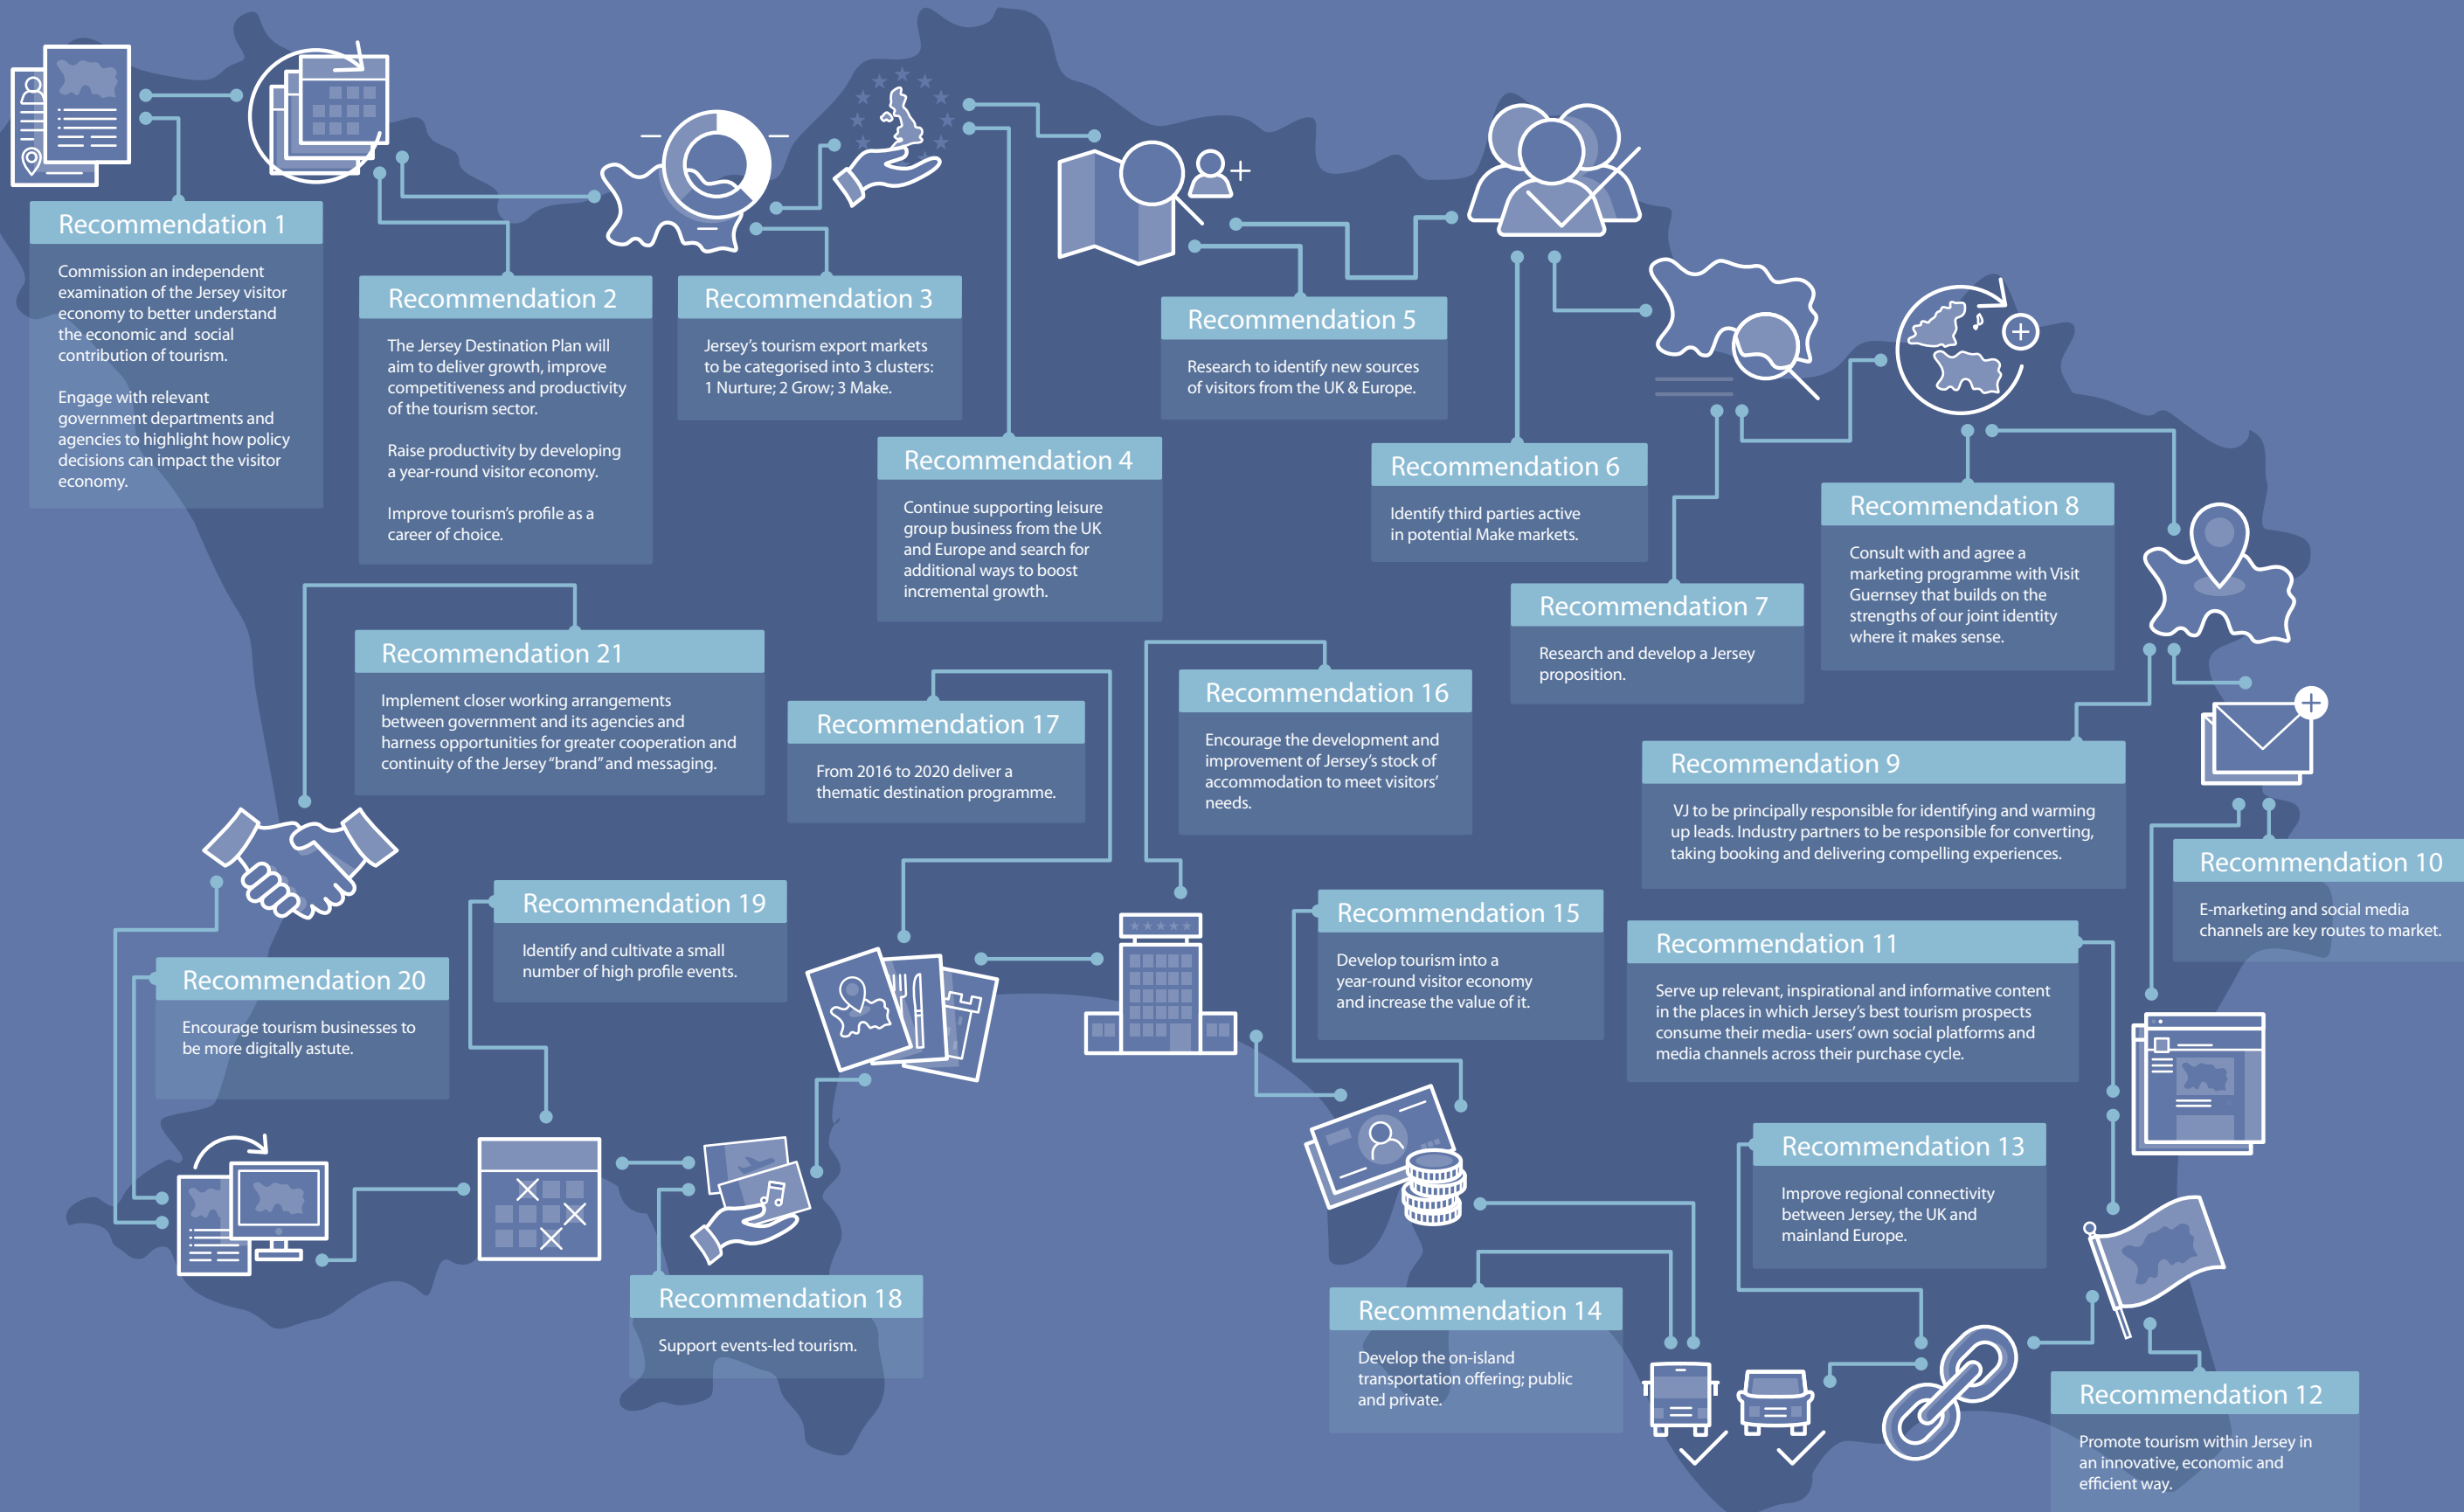 Recommendation 1
Commission an independent
examination of the Jersey visitor
economy to better understand
the economic and social
contribution of tourism.
Engage with relevant
government departments and
agencies to highlight how policy
decisions can impact the visitor
economy.
Recommendation 2
The Jersey Destination Plan will
aim to deliver growth, improve
competitiveness and productivity
of the tourism sector.
Raise productivity by developing
a year-round visitor economy.
Improve tourism’s profile as a
career of choice.
Recommendation 3
Jersey’s tourism export markets
to be categorised into 3 clusters:
1 Nurture; 2 Grow; 3 Make.
Recommendation 4
Continue supporting leisure
group business from the UK
and Europe and search for
additional ways to boost
incremental growth.
Recommendation 5
Research to identify new sources
of visitors from the UK & Europe.
Recommendation 6
Identify third parties active
in potential Make markets.
Recommendation 7
Research and develop a Jersey
proposition.
Recommendation 8
Consult with and agree a
marketing programme with Visit
Guernsey that builds on the
strengths of our joint identity
where it makes sense.
Recommendation 9
VJ to be principally responsible for identifying and warming
up leads. Industry partners to be responsible for converting,
taking booking and delivering compelling experiences.
Recommendation 10
E-marketing and social media
channels are key routes to market.
Recommendation 11
Serve up relevant, inspirational and informative content
in the places in which Jersey’s best tourism prospects
consume their media- users’ own social platforms and
media channels across their purchase cycle.
Recommendation 12
Promote tourism within Jersey in
an innovative, economic and
efficient way.
Recommendation 13
Improve regional connectivity
between Jersey, the UK and
mainland Europe.
Recommendation 14
Develop the on-island
transportation offering; public
and private.
Recommendation 15
Develop tourism into a
year-round visitor economy
and increase the value of it.
Recommendation 16
Encourage the development and
improvement of Jersey’s stock of
accommodation to meet visitors’
needs.
Recommendation 17
From 2016 to 2020 deliver a
thematic destination programme.
Recommendation 18
Support events-led tourism.
Recommendation 19
Identify and cultivate a small
number of high profile events.
Recommendation 20
Encourage tourism businesses to
be more digitally astute.
Recommendation 21
Implement closer working arrangements
between government and its agencies and
harness opportunities for greater cooperation and
continuity of the Jersey “brand” and messaging.